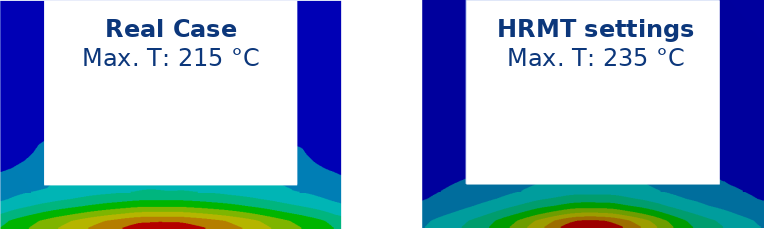 Real Case
Max. T: 215 °C
HRMT settings
Max. T: 235 °C